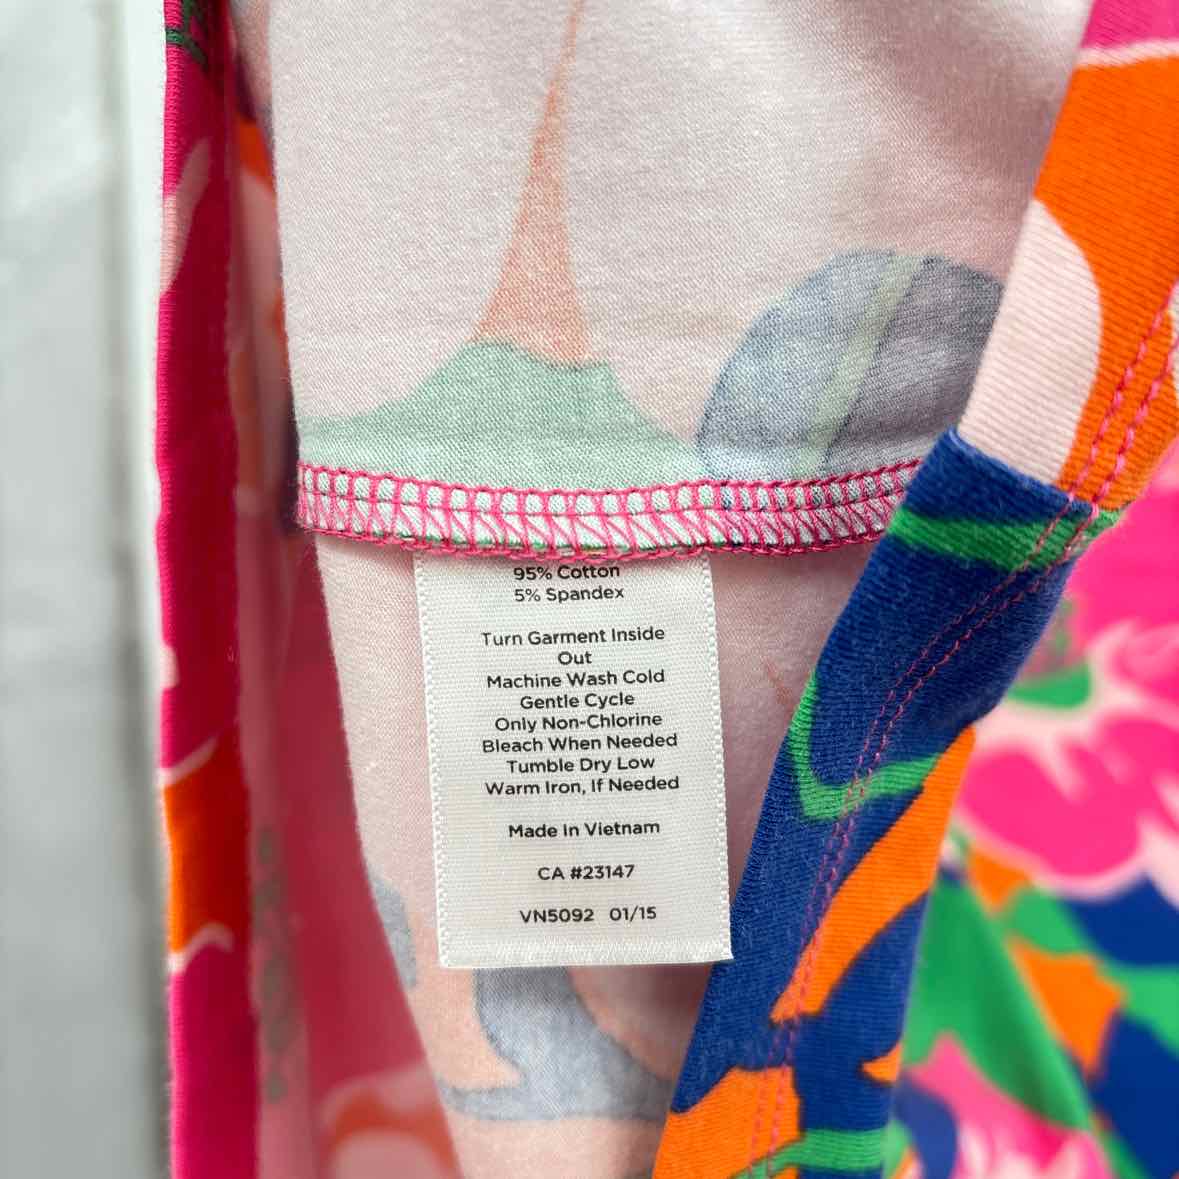 95% Cotton
5% Spandex
Turn Garment Inside
Out
Machine Wash Cold
Gentle Cycle
Only Non-Chlorine
Bleach When Needed
Tumble Dry Low
Warm Iron, If Needed
Made In Vietnam
CA #23147
VN5092 01/15